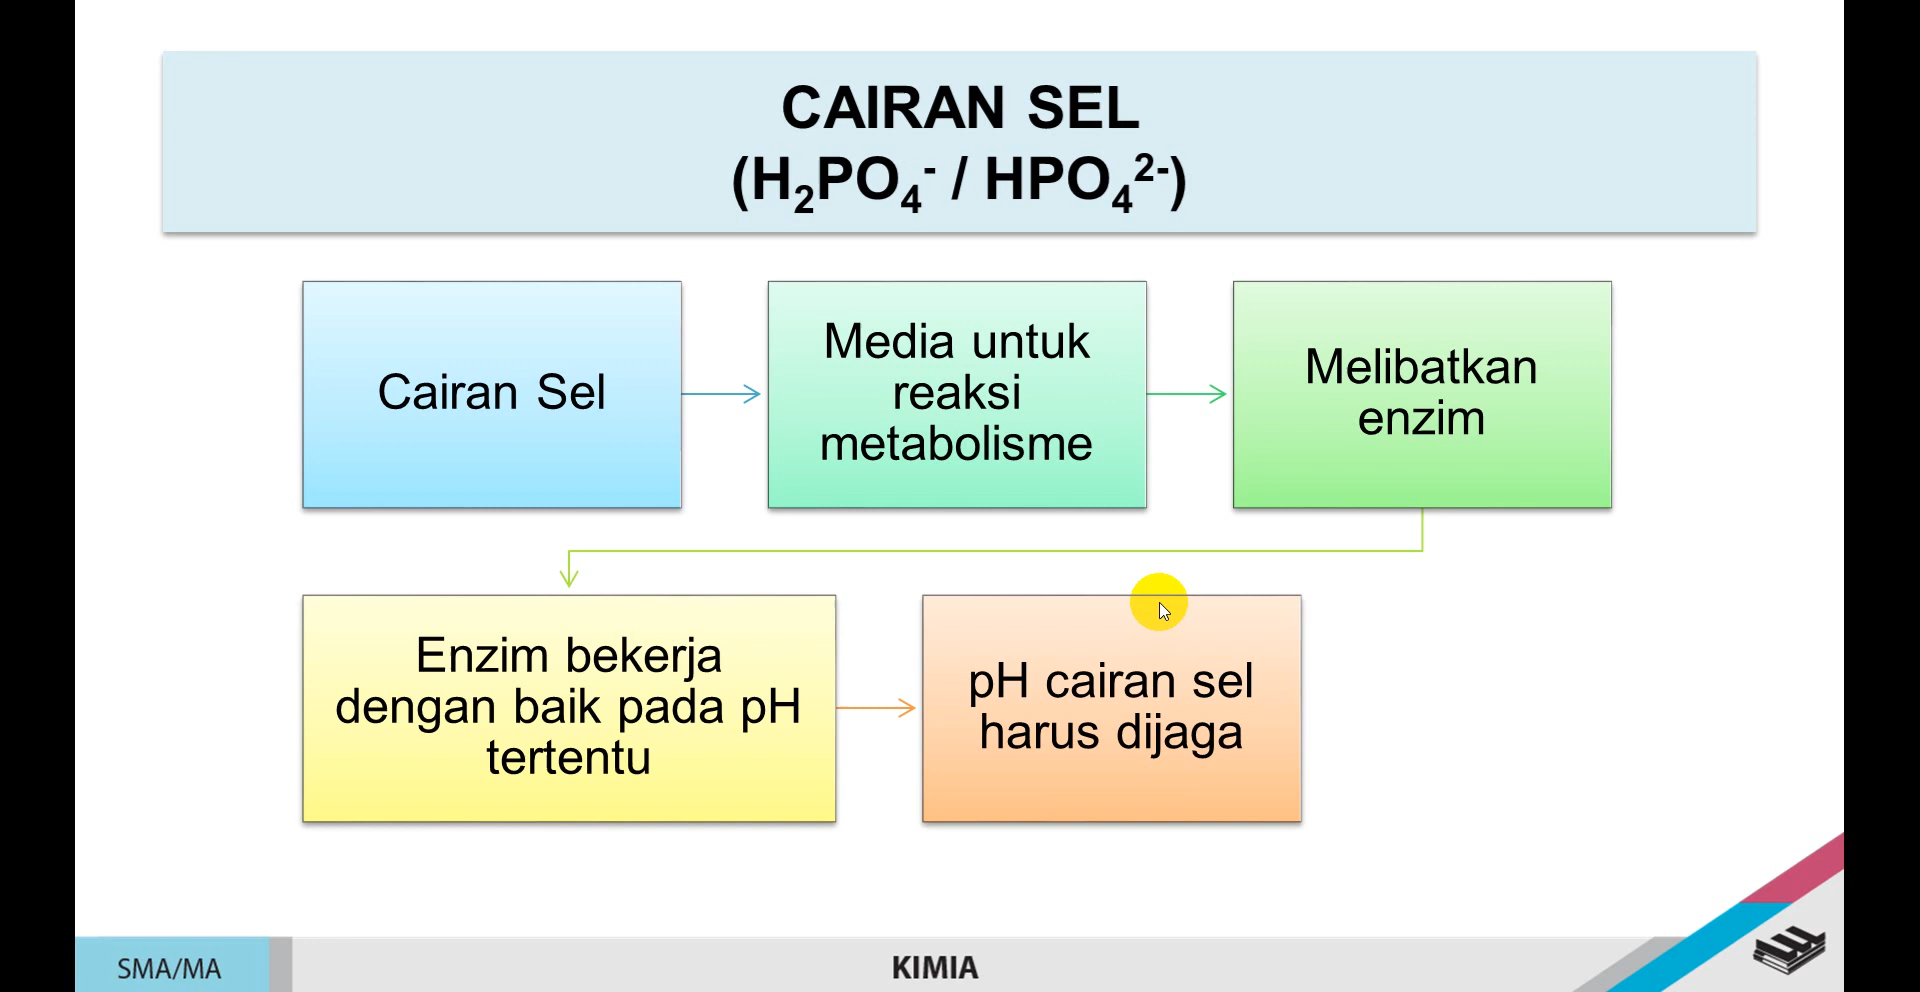 CAIRAN SEL
(H₂PO₄⁻ / HPO₄²⁻)
Cairan Sel
Media untuk
reaksi
metabolisme
Melibatkan
enzim
Enzim bekerja
dengan baik pada pH
tertentu
pH cairan sel
harus dijaga
SMA/MA
KIMIA